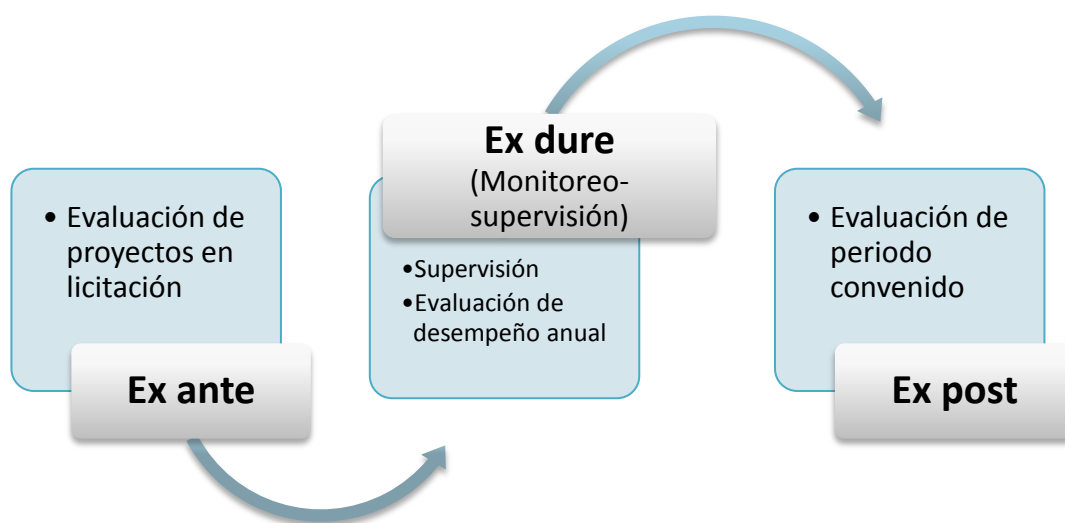 • Evaluación de
proyectos en
licitación
Ex ante
Ex dure
(Monitoreo-
supervisión)
•Supervisión
•Evaluación de
desempeño anual
• Evaluación de
periodo
convenido
Ex post